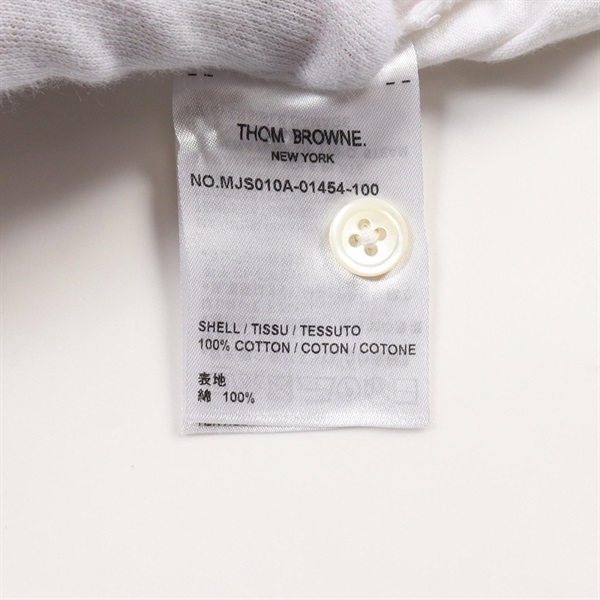 THOM BROWNE.
NEW YORK
NO.MJS010A-01454-100
SHELL / TISSU / TESSUTO
100% COTTON / COTON / COTONE
表地
綿 100%